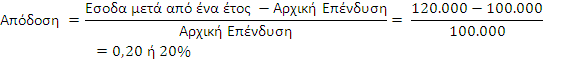 Απόδοση = Εσοδα μετά από ένα έτος − Αρχική Επένδυση / Αρχική Επένδυση = 120.000 − 100.000 / 100.000
= 0,20 ή 20%